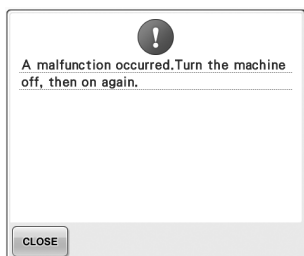 A malfunction occurred.Turn the machine
off, then on again.
CLOSE